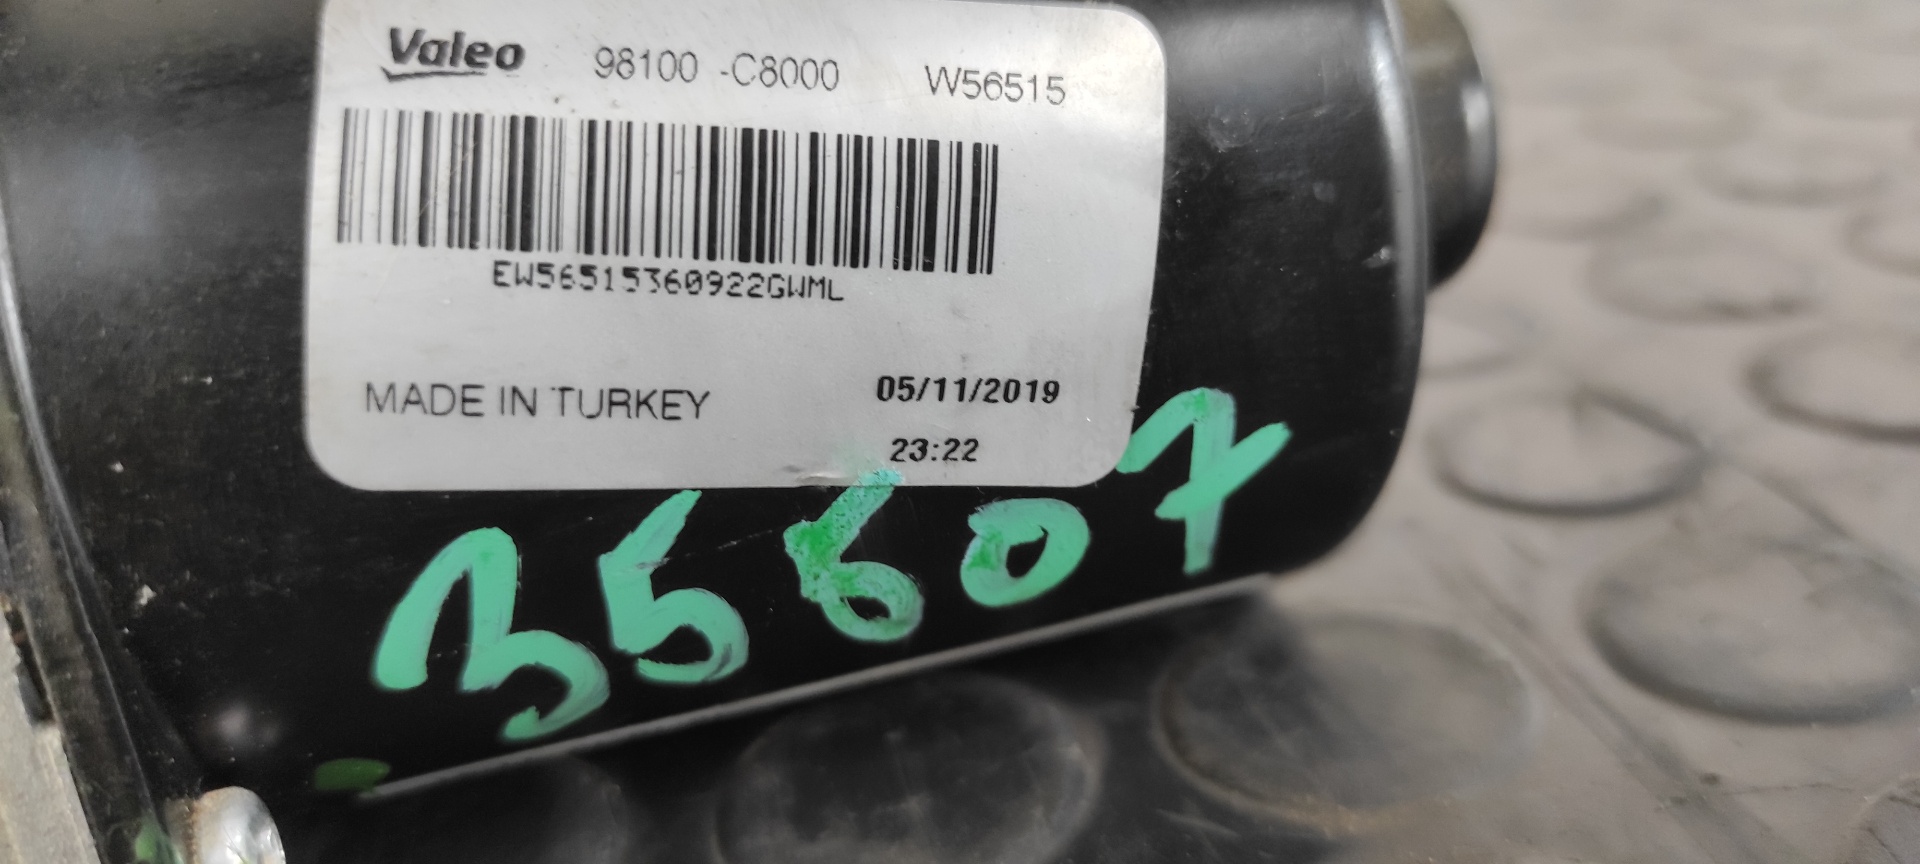 Valeo 98100 -C8000 W56515
EW56515360922GWML
MADE IN TURKEY 05/11/2019
23:22
35607